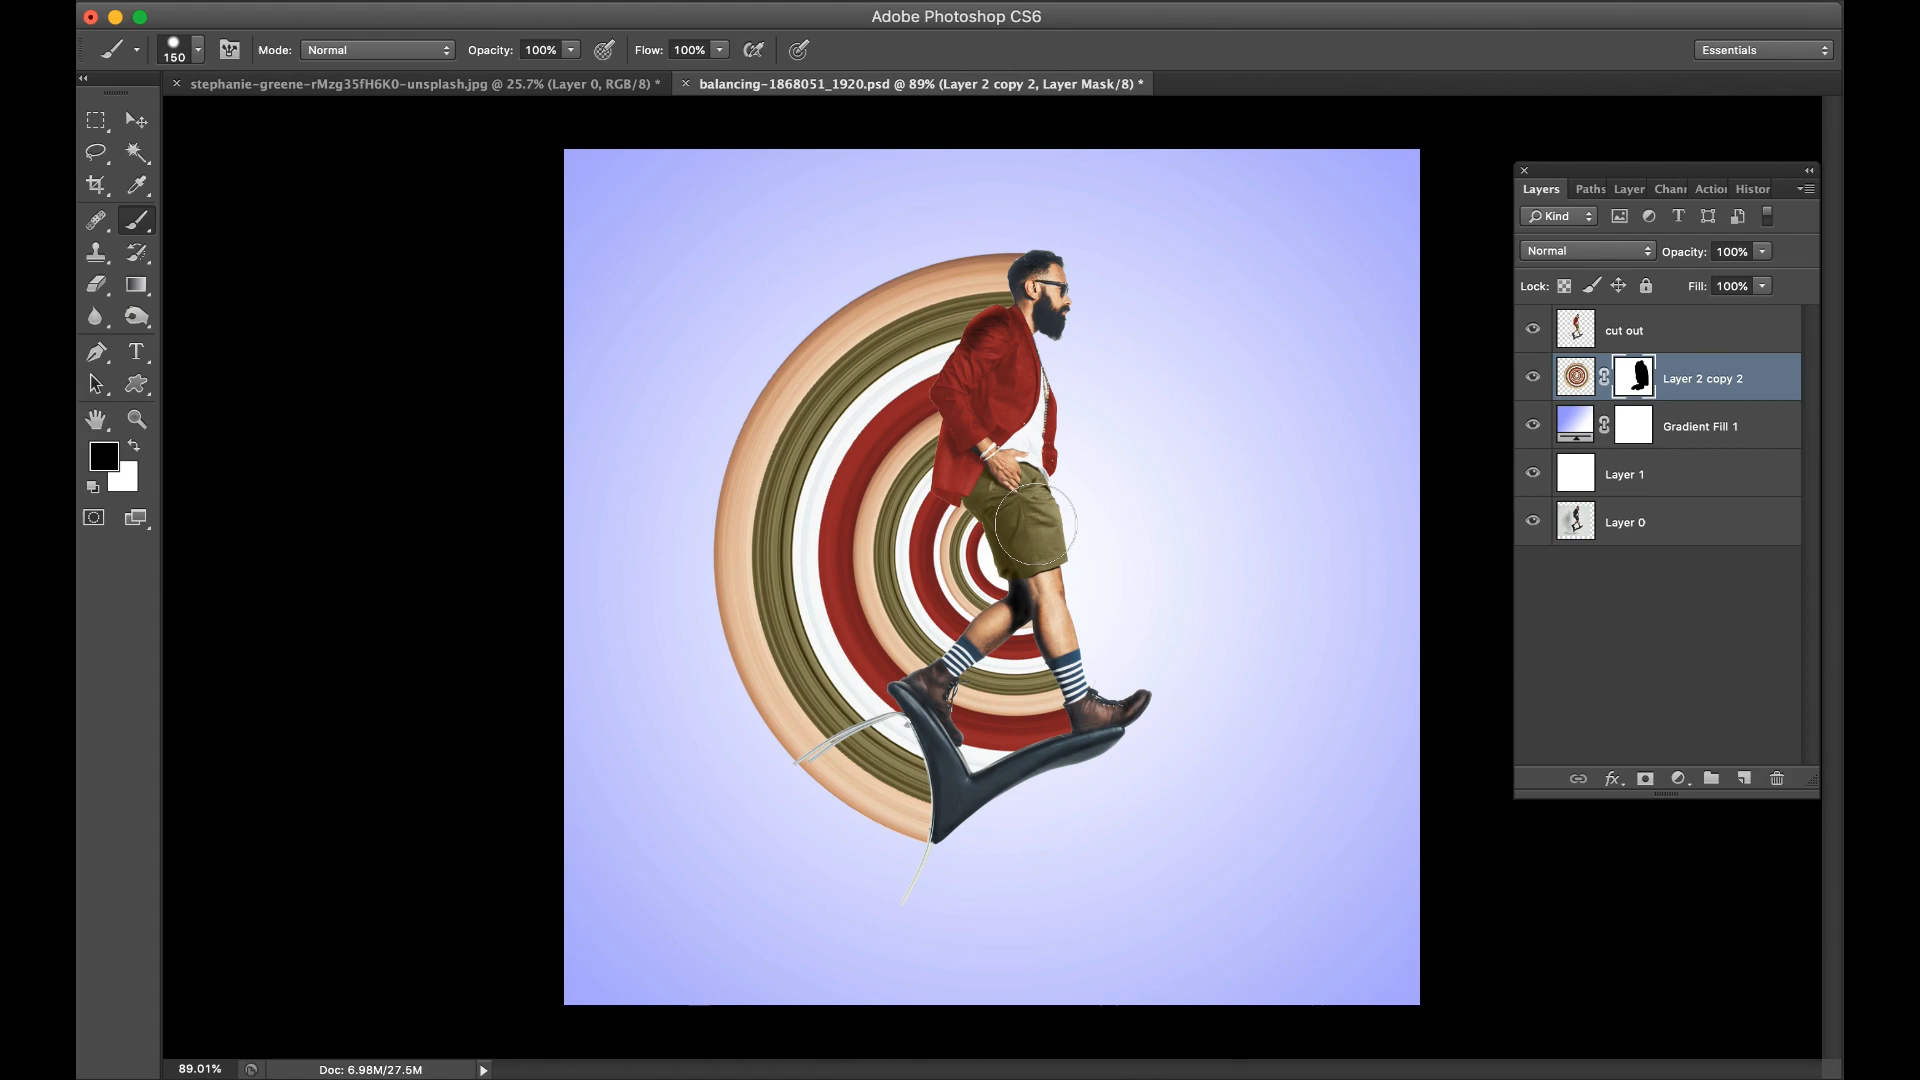 Adobe Photoshop CS6
150 Mode: Normal Opacity: 100% Flow: 100% Essentials
stephanie-greene-rMzg35fH6K0-unsplash.jpg @ 25.7% (Layer 0, RGB/8) * balancing-1868051_1920.psd @ 89% (Layer 2 copy 2, Layer Mask/8) *
Layers Paths Layer Chanı Actioı Histor
Kind
Normal Opacity: 100%
Lock: Fill: 100%
cut out
Layer 2 copy 2
Gradient Fill 1
Layer 1
Layer 0
89.01% Doc: 6.98M/27.5M